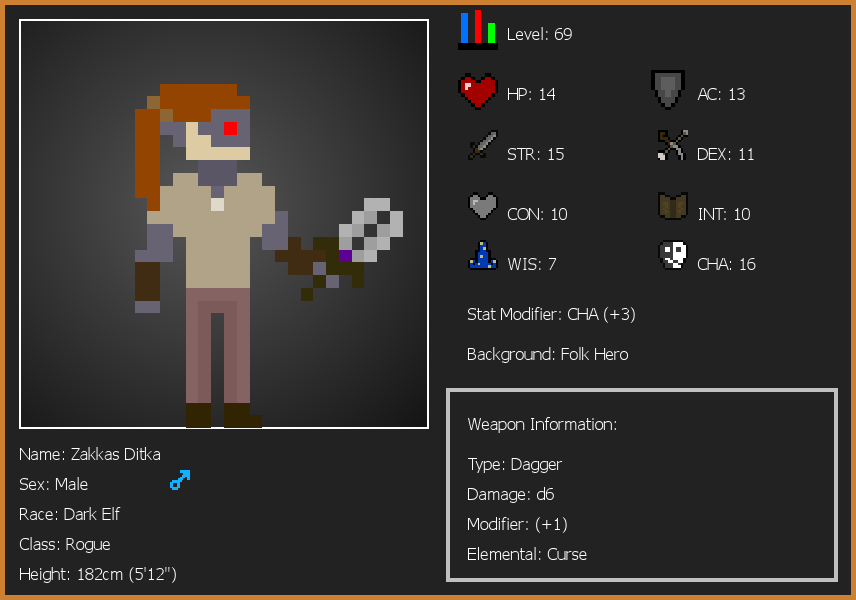 Level: 69
HP: 14
AC: 13
STR: 15
DEX: 11
CON: 10
INT: 10
WIS: 7
CHA: 16
Stat Modifier: CHA (+3)
Background: Folk Hero
Weapon Information:
Type: Dagger
Damage: d6
Modifier: (+1)
Elemental: Curse
Name: Zakkas Ditka
Sex: Male
Race: Dark Elf
Class: Rogue
Height: 182cm (5'12")